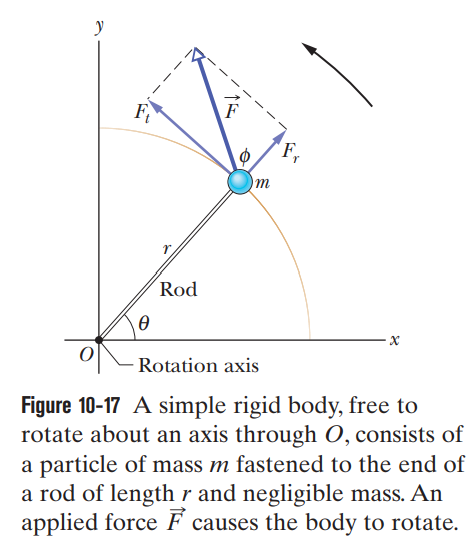 y
F⃗
F_t
ϕ
F_r
m
r
Rod
θ
x
O
Rotation axis
Figure 10-17 A simple rigid body, free to
rotate about an axis through O, consists of
a particle of mass m fastened to the end of
a rod of length r and negligible mass. An
applied force F⃗ causes the body to rotate.